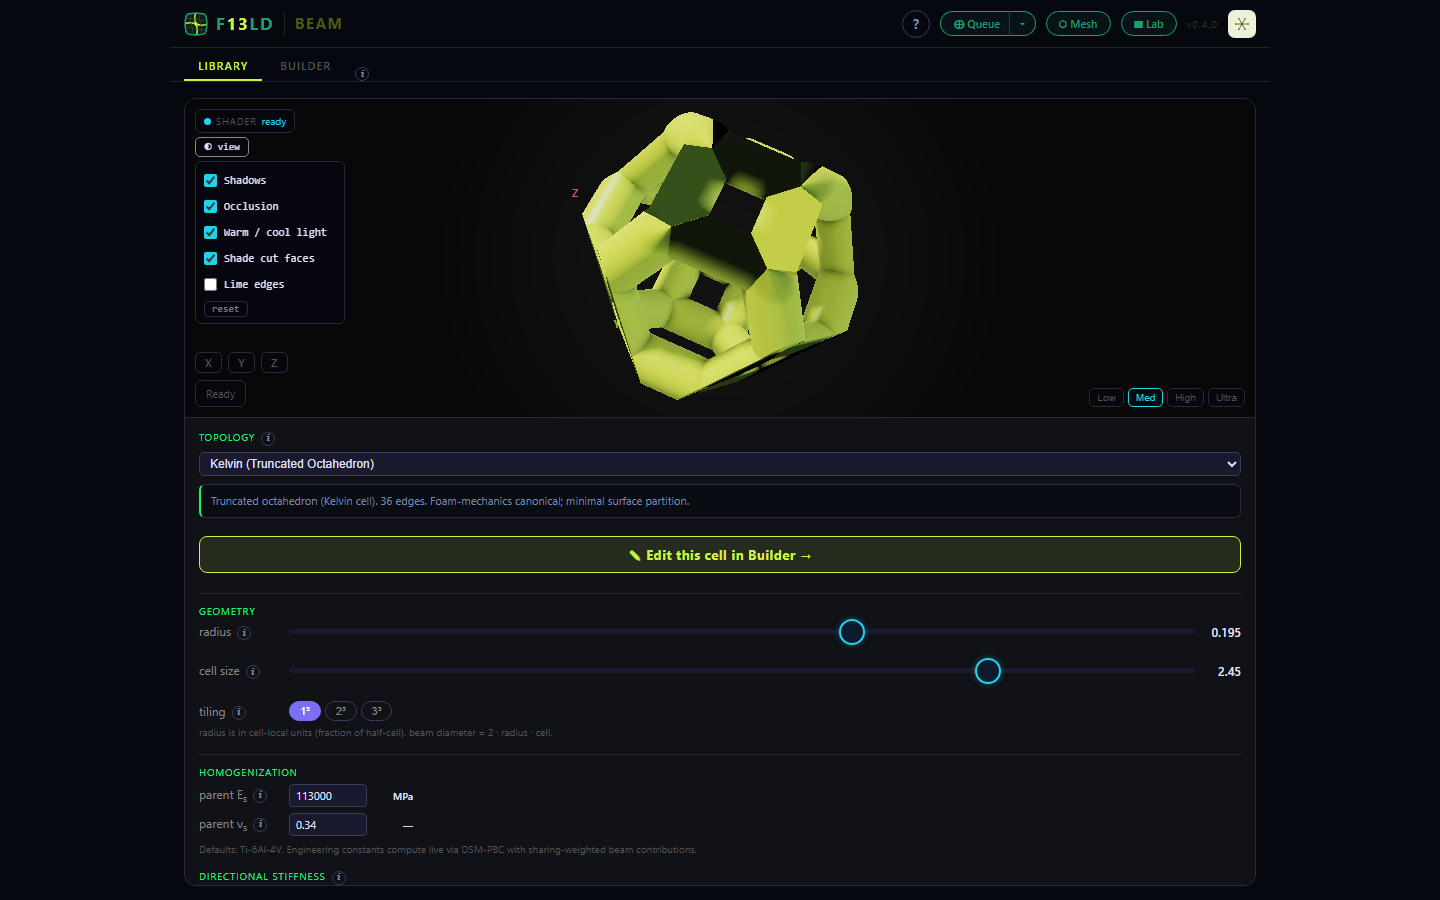 F13LD BEAM
? Queue Mesh Lab v0.4.0
LIBRARY BUILDER i
SHADER ready
view
Shadows
Occlusion
Warm / cool light
Shade cut faces
Lime edges
reset
Z
X Y Z
Ready
Low Med High Ultra
TOPOLOGY i
Kelvin (Truncated Octahedron)
Truncated octahedron (Kelvin cell). 36 edges. Foam-mechanics canonical; minimal surface partition.
Edit this cell in Builder →
GEOMETRY
radius i 0.195
cell size i 2.45
tiling i 1³ 2³ 3³
radius is in cell-local units (fraction of half-cell). beam diameter = 2 · radius · cell.
HOMOGENIZATION
parent Eₛ i 113000 MPa
parent νₛ i 0.34 —
Defaults: Ti-6Al-4V. Engineering constants compute live via DSM-PBC with sharing-weighted beam contributions.
DIRECTIONAL STIFFNESS i